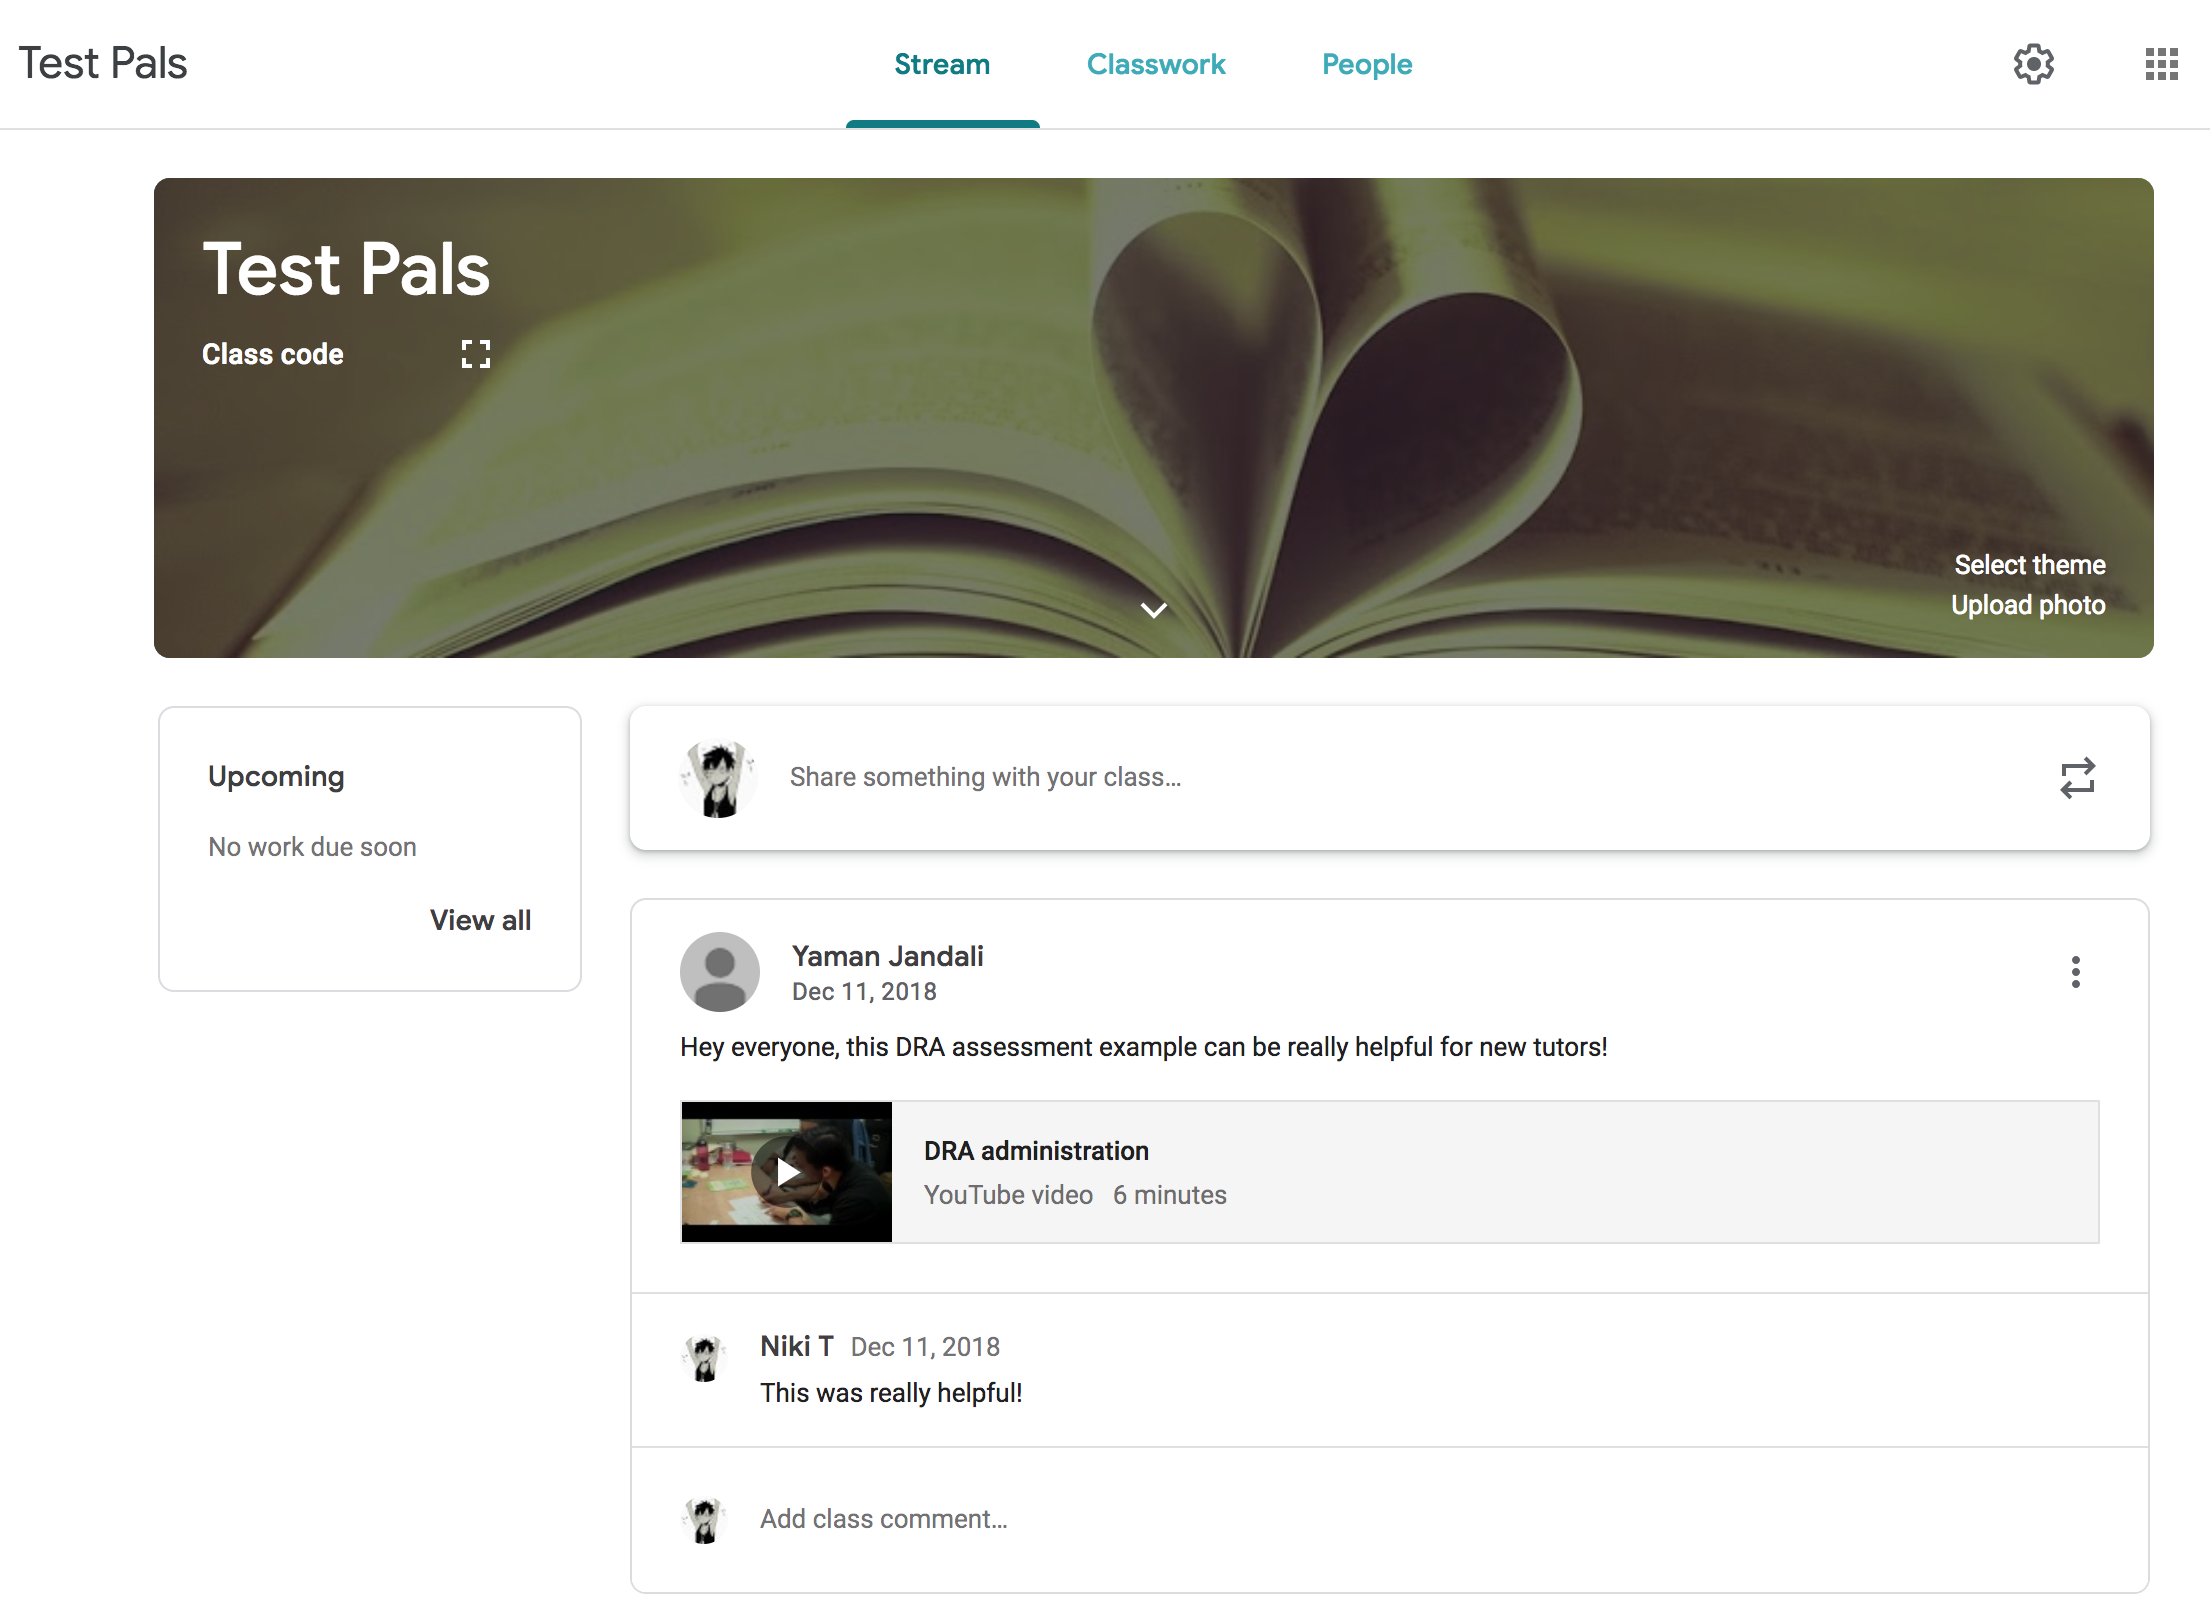 Test Pals
Stream
Classwork
People
Test Pals
Class code
Select theme
Upload photo
Upcoming
No work due soon
View all
Share something with your class...
Yaman Jandali
Dec 11, 2018
Hey everyone, this DRA assessment example can be really helpful for new tutors!
DRA administration
YouTube video 6 minutes
Niki T Dec 11, 2018
This was really helpful!
Add class comment...